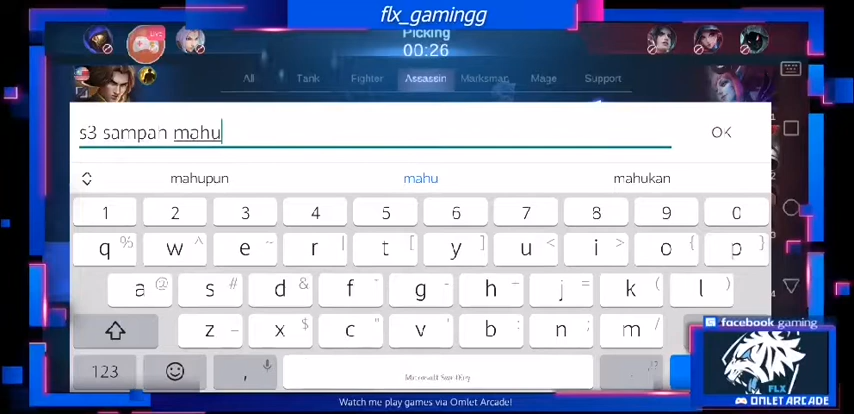 flx_gamingg
Picking
00:26
LIVE
All Tank Fighter Assassin Marksman Mage Support
s3 sampah mahu
OK
mahupun mahu mahukan
1 2 3 4 5 6 7 8 9 0
q % w ^ e ~ r | t [ y ] u < i > o { p }
a @ s # d & f * g - h - j = k ( l )
z _ x $ c " v ' b : n ; m /
123 , Microsoft SwiftKey
facebook gaming
FLX
OMLET ARCADE
Watch me play games via Omlet Arcade!